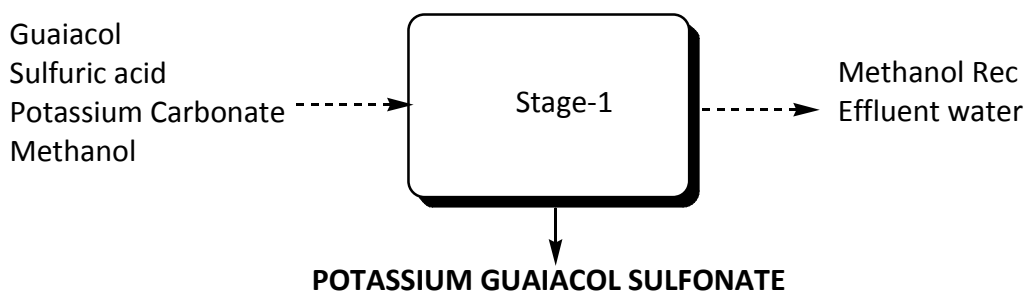 Guaiacol
Sulfuric acid
Potassium Carbonate
Methanol
Stage-1
Methanol Rec
Effluent water
POTASSIUM GUAIACOL SULFONATE